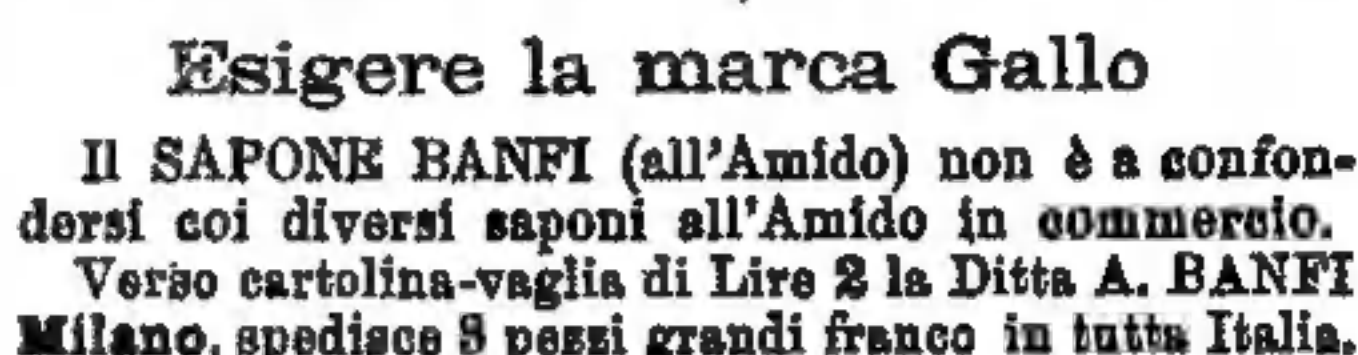 Esigere la marca Gallo
Il SAPONE BANFI (all'Amido) non è a confon-
dersi coi diversi saponi all'Amido in commercio.
Verso cartolina-vaglia di Lire 2 la Ditta A. BANFI
Milano, spedisce 3 pezzi grandi franco in tutta Italia.